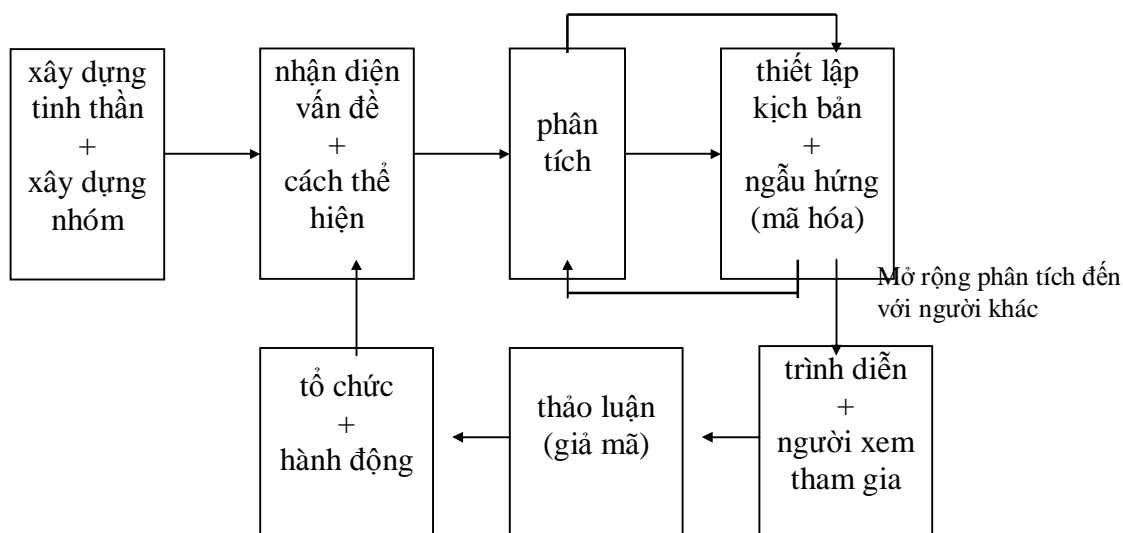 xây dựng
tinh thần
+
xây dựng
nhóm
nhận diện
vấn đề
+
cách thể
hiện
phân
tích
thiết lập
kịch bản
+
ngẫu hứng
(mã hóa)
Mở rộng phân tích đến
với người khác
trình diễn
+
người xem
tham gia
thảo luận
(giả mã)
tổ chức
+
hành động